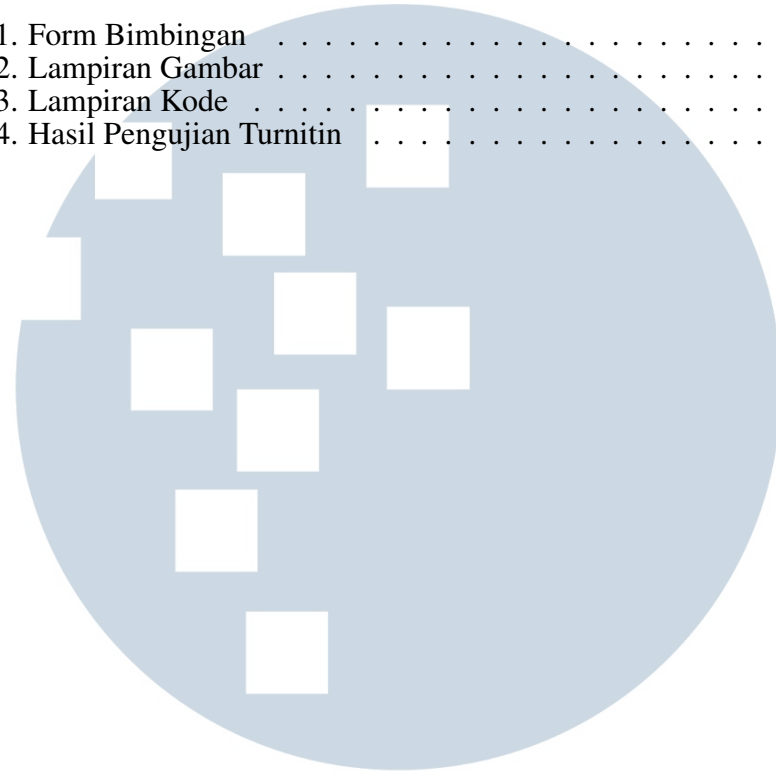 1. Form Bimbingan . . . . . . . . . . . . . . . . . . . . .
2. Lampiran Gambar . . . . . . . . . . . . . . . . . . . . .
3. Lampiran Kode . . . . . . . . . . . . . . . . . . . . . .
4. Hasil Pengujian Turnitin . . . . . . . . . . . . . . . . .